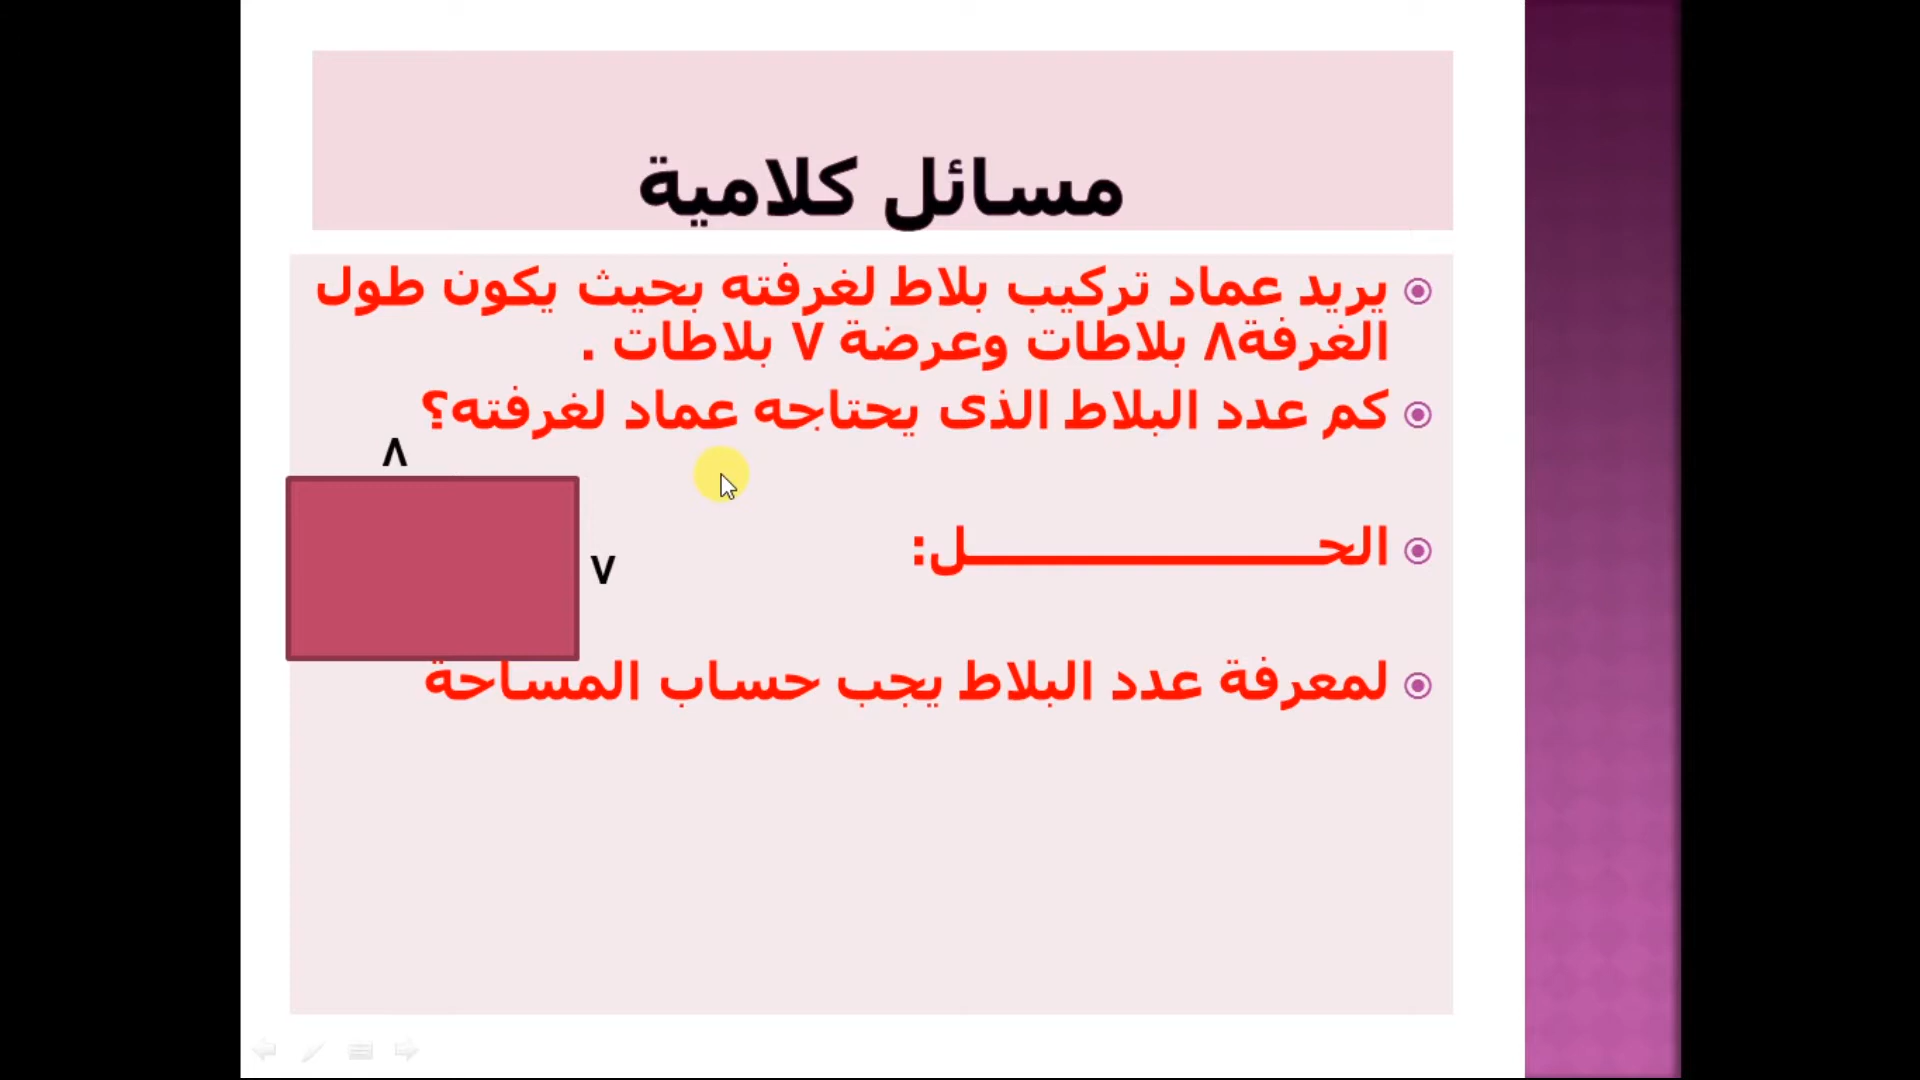 مسائل كلامية
يريد عماد تركيب بلاط لغرفته بحيث يكون طول
الغرفة٨ بلاطات وعرضة ٧ بلاطات .
كم عدد البلاط الذى يحتاجه عماد لغرفته؟
٨
الحـــــــــــــــــــل:
٧
لمعرفة عدد البلاط يجب حساب المساحة